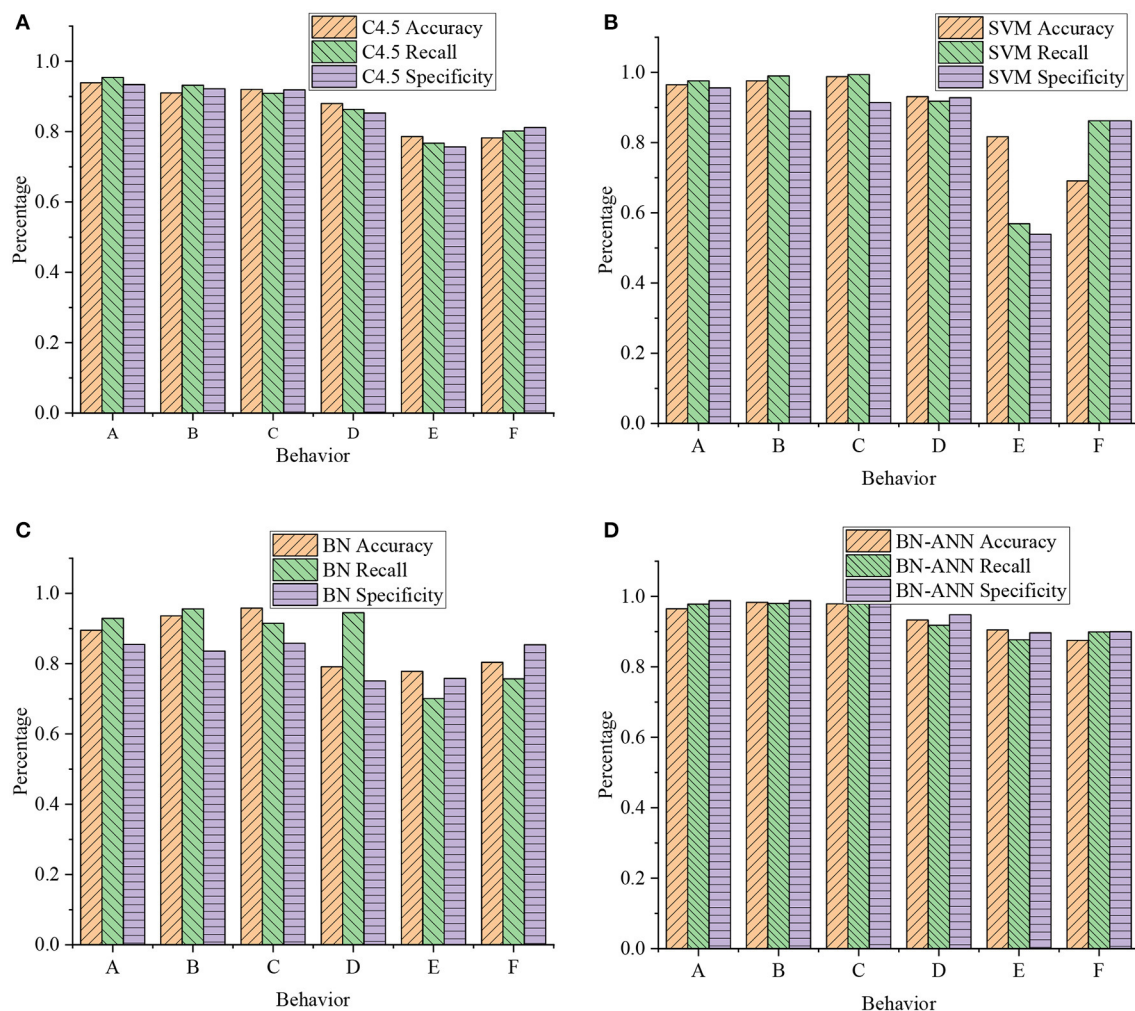 A
C4.5 Accuracy
C4.5 Recall
C4.5 Specificity
Percentage
1.0
0.8
0.6
0.4
0.2
0.0
A B C D E F
Behavior
B
SVM Accuracy
SVM Recall
SVM Specificity
Percentage
1.0
0.8
0.6
0.4
0.2
0.0
A B C D E F
Behavior
C
BN Accuracy
BN Recall
BN Specificity
Percentage
1.0
0.8
0.6
0.4
0.2
0.0
A B C D E F
Behavior
D
BN-ANN Accuracy
BN-ANN Recall
BN-ANN Specificity
Percentage
1.0
0.8
0.6
0.4
0.2
0.0
A B C D E F
Behavior